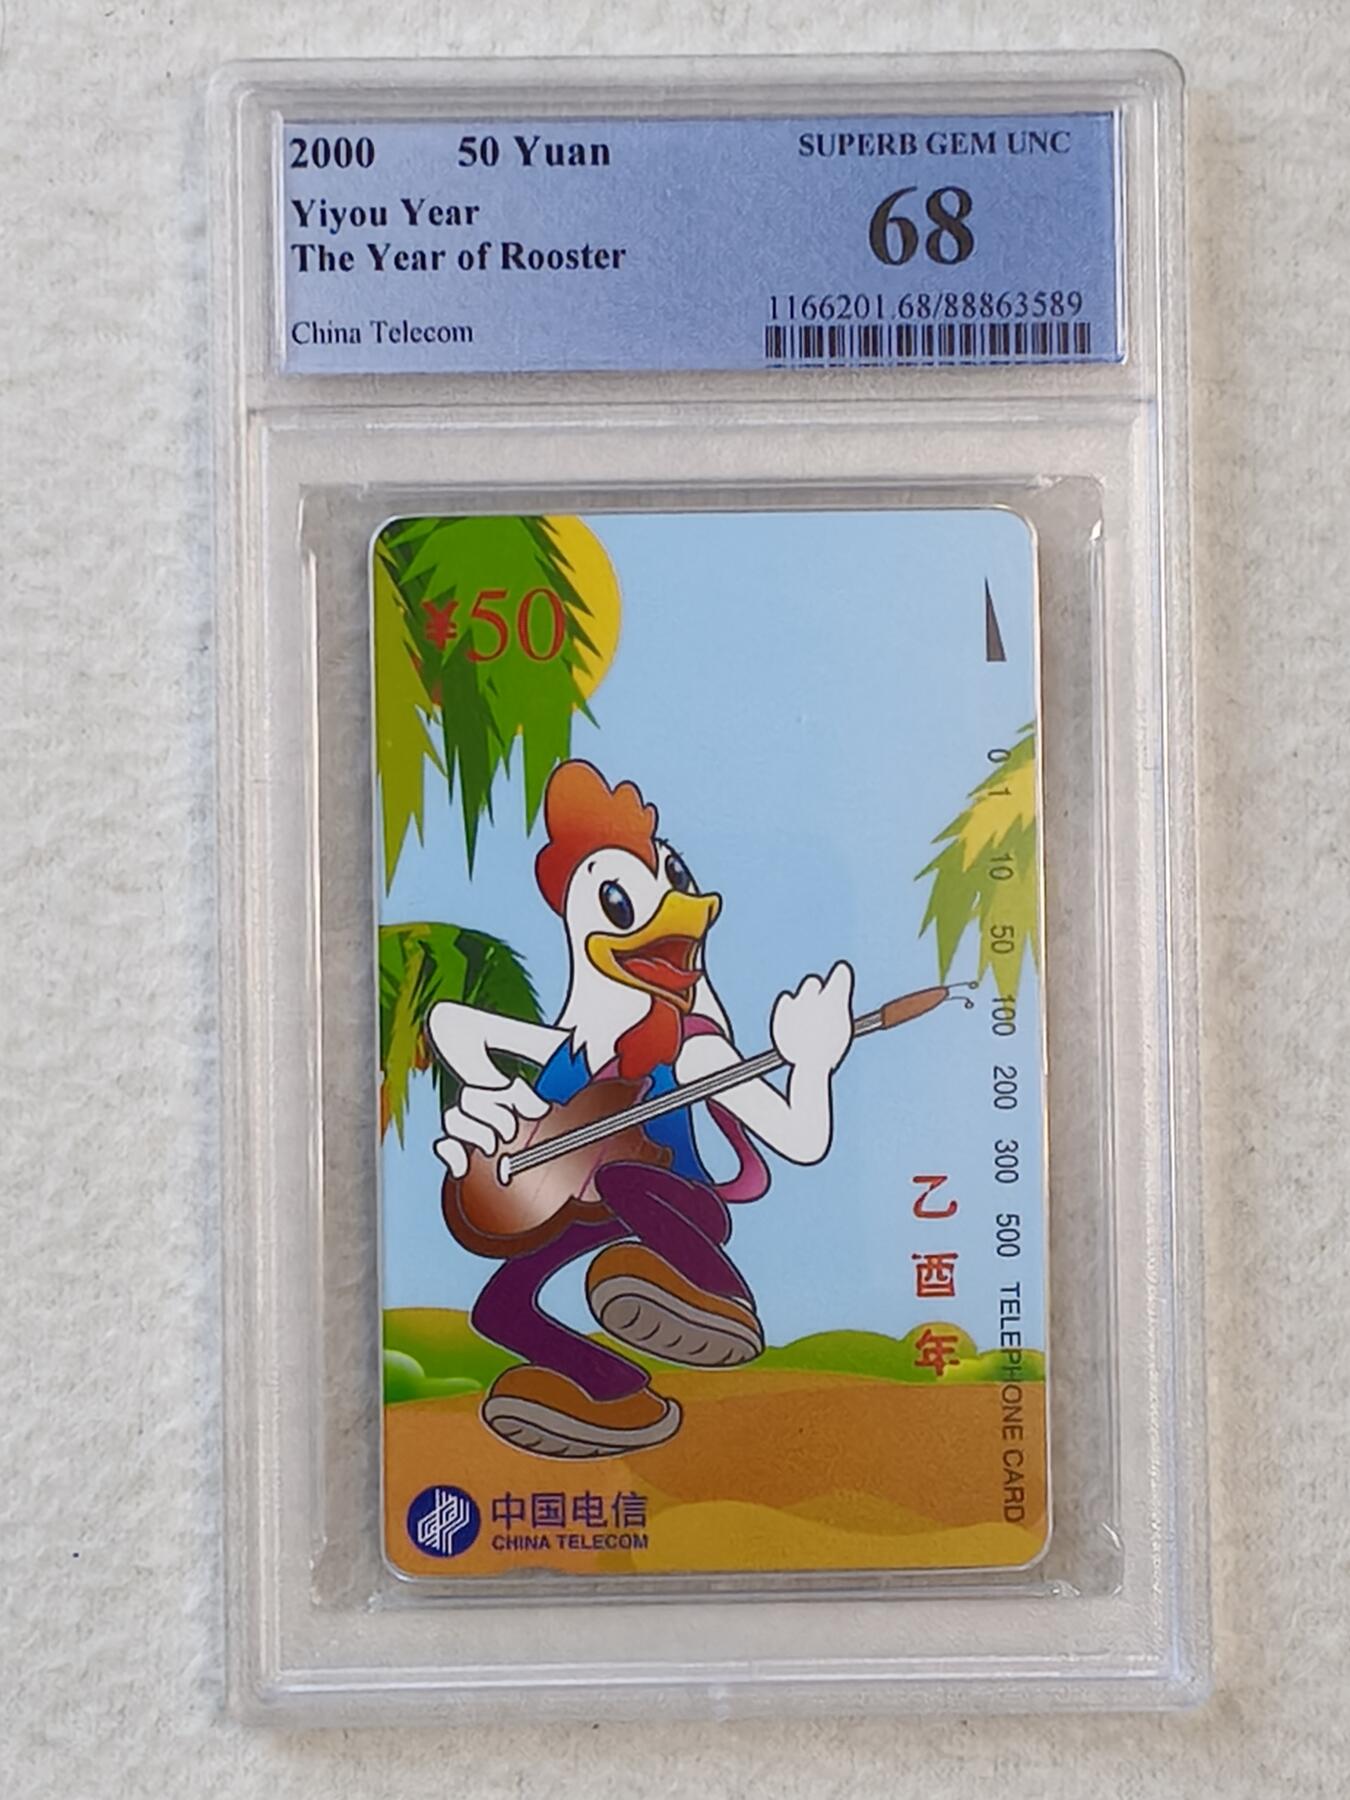 2000 50 Yuan
SUPERB GEM UNC
Yiyou Year
68
The Year of Rooster
1166201.68/88863589
China Telecom
¥50
0 1 10 50 100 200 300 500 TELEPHONE CARD
乙酉年
中国电信
CHINA TELECOM